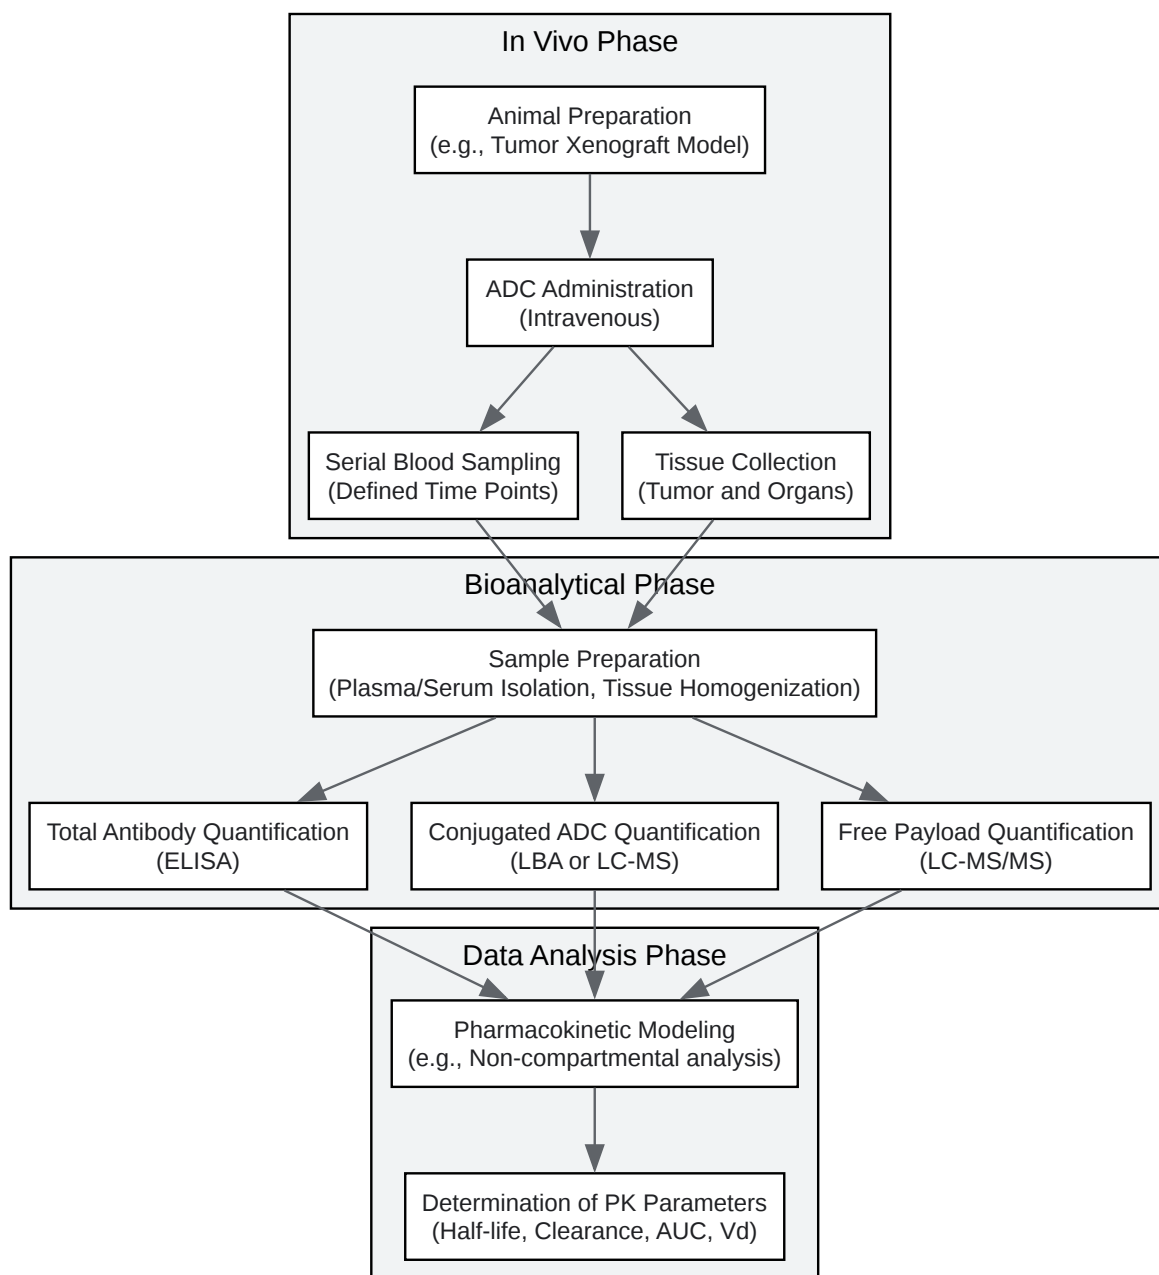 In Vivo Phase
Animal Preparation
(e.g., Tumor Xenograft Model)
ADC Administration
(Intravenous)
Serial Blood Sampling
(Defined Time Points)
Tissue Collection
(Tumor and Organs)
Bioanalytical Phase
Sample Preparation
(Plasma/Serum Isolation, Tissue Homogenization)
Total Antibody Quantification
(ELISA)
Conjugated ADC Quantification
(LBA or LC-MS)
Free Payload Quantification
(LC-MS/MS)
Data Analysis Phase
Pharmacokinetic Modeling
(e.g., Non-compartmental analysis)
Determination of PK Parameters
(Half-life, Clearance, AUC, Vd)